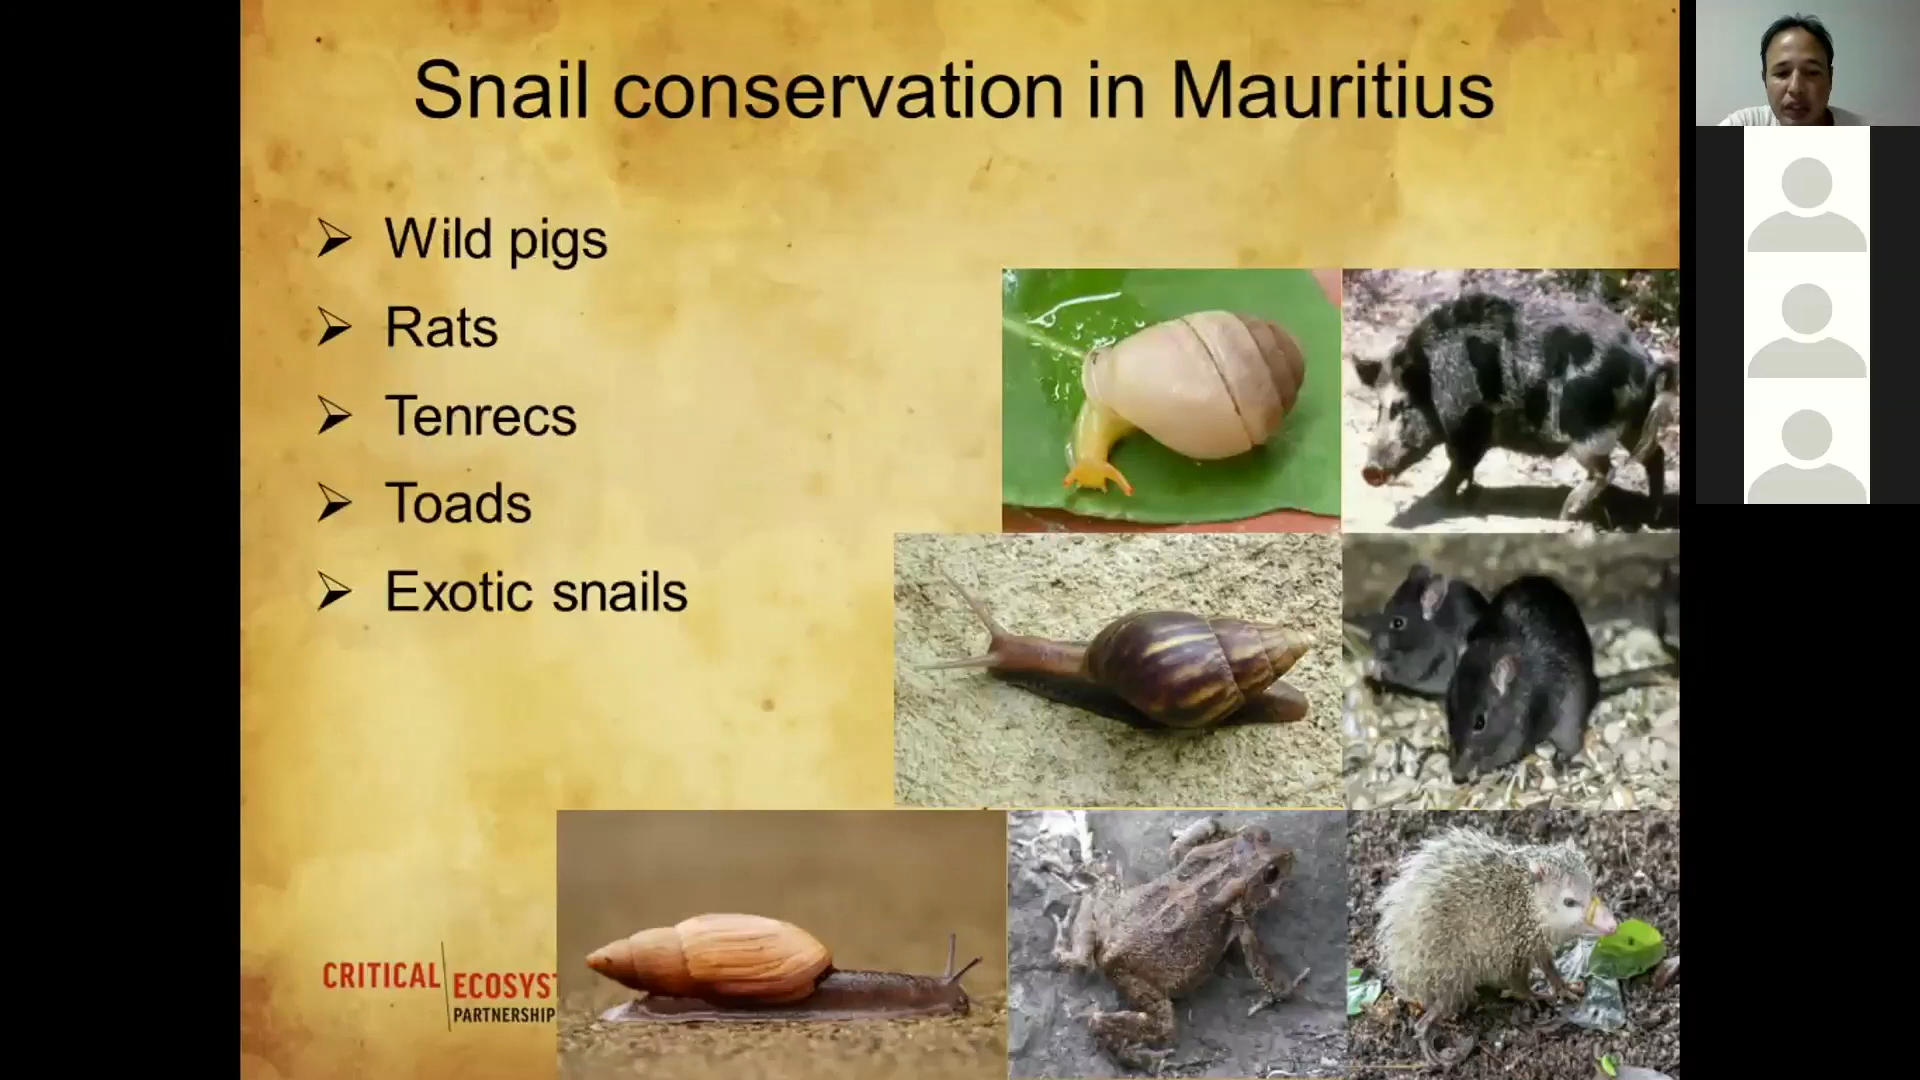 Snail conservation in Mauritius
Wild pigs
Rats
Tenrecs
Toads
Exotic snails
CRITICAL ECOSYST
PARTNERSHIP